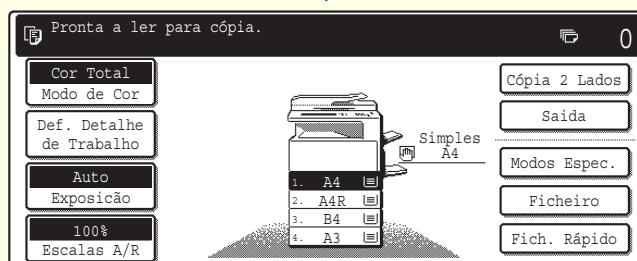 Pronta a ler para cópia.
0
Cor Total
Modo de Cor
Def. Detalhe
de Trabalho
Auto
Exposicão
100%
Escalas A/R
1. A4
2. A4R
3. B4
4. A3
Simples
A4
Cópia 2 Lados
Saida
Modos Espec.
Ficheiro
Fich. Rápido